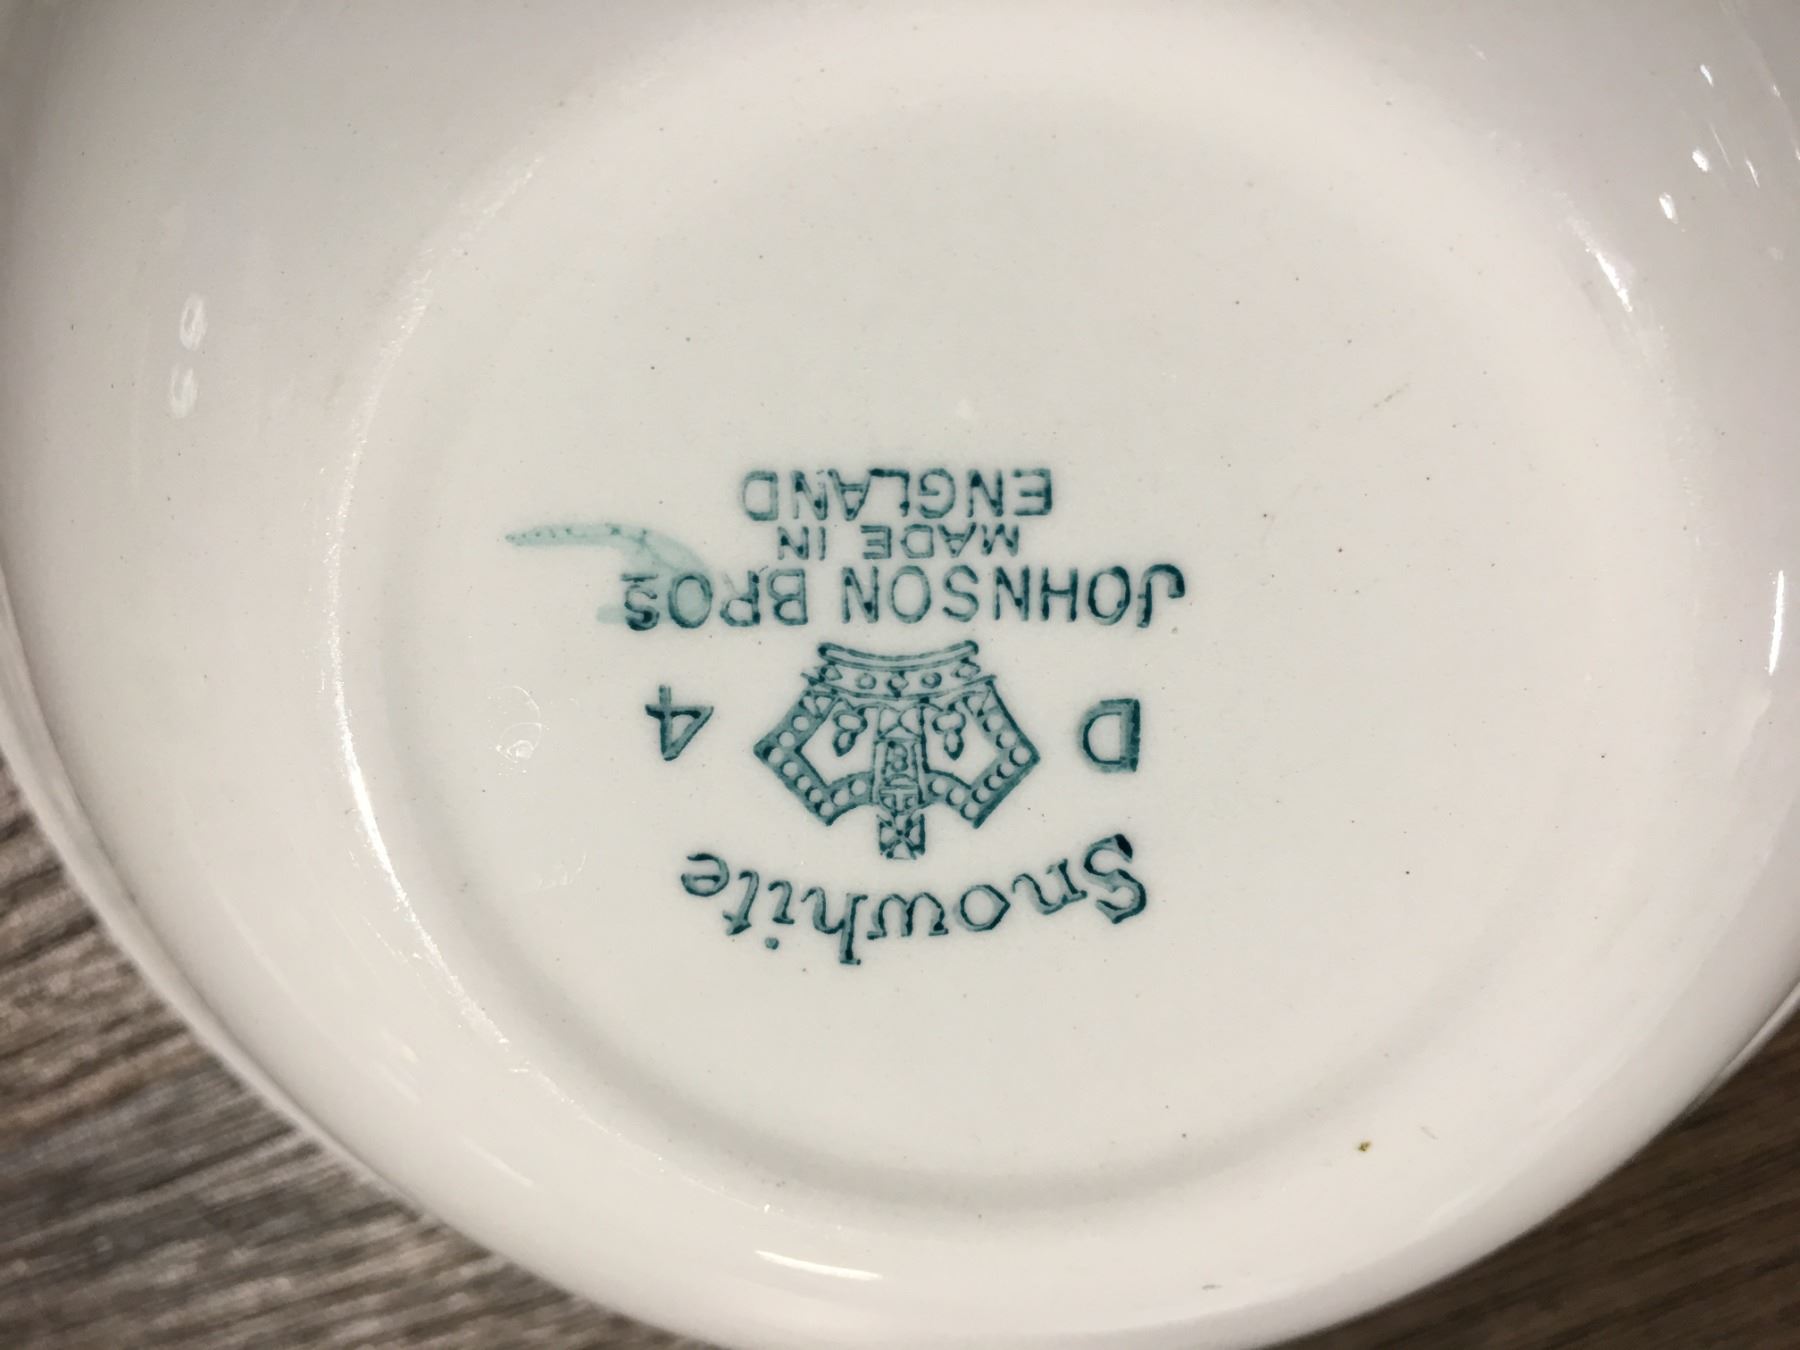 Snowhite
D 4
JOHNSON BROS
MADE IN
ENGLAND